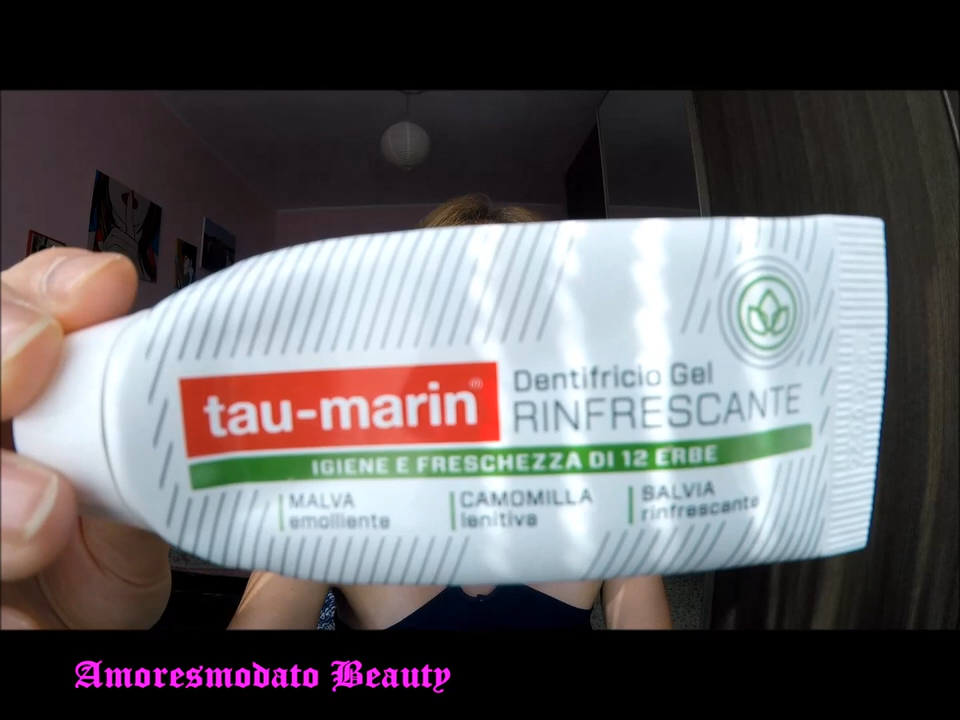 tau-marin®
Dentifricio Gel
RINFRESCANTE
IGIENE E FRESCHEZZA DI 12 ERBE
MALVA
emolliente
CAMOMILLA
lenitiva
SALVIA
rinfrescante
Amoresmodato Beauty